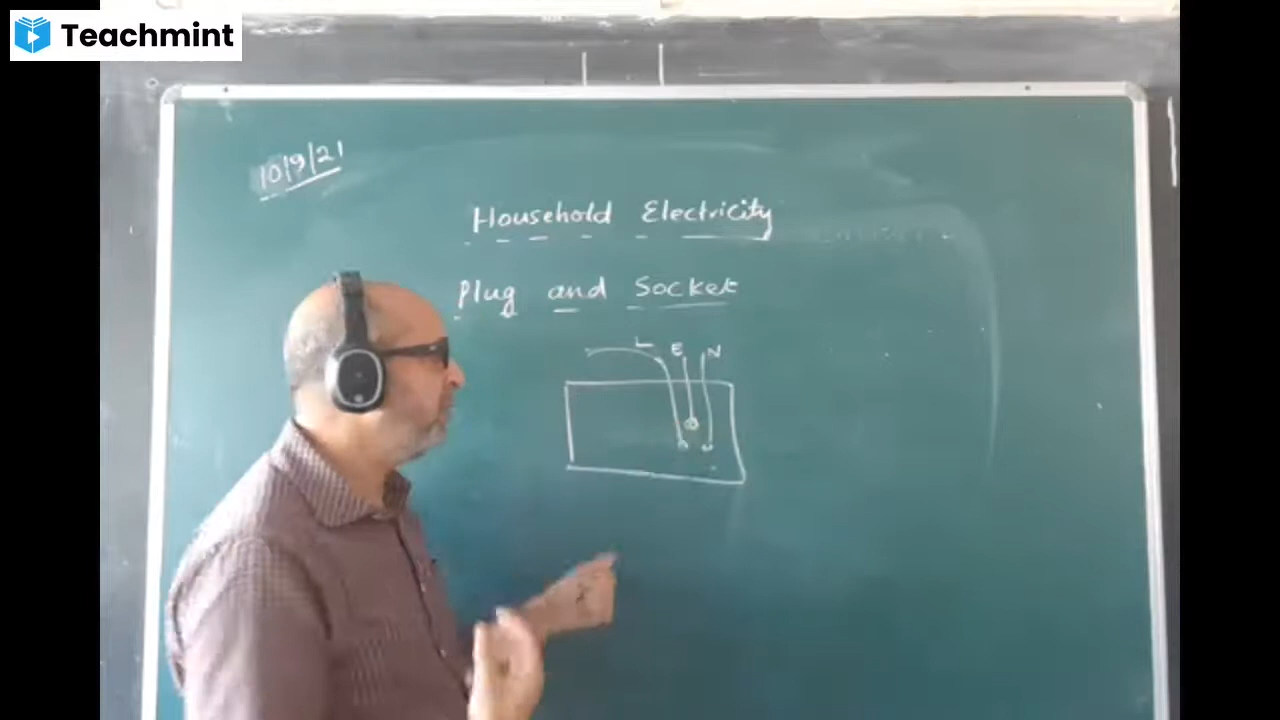 Teachmint
10/9/21
Household Electricity
Plug and Socket
L E N